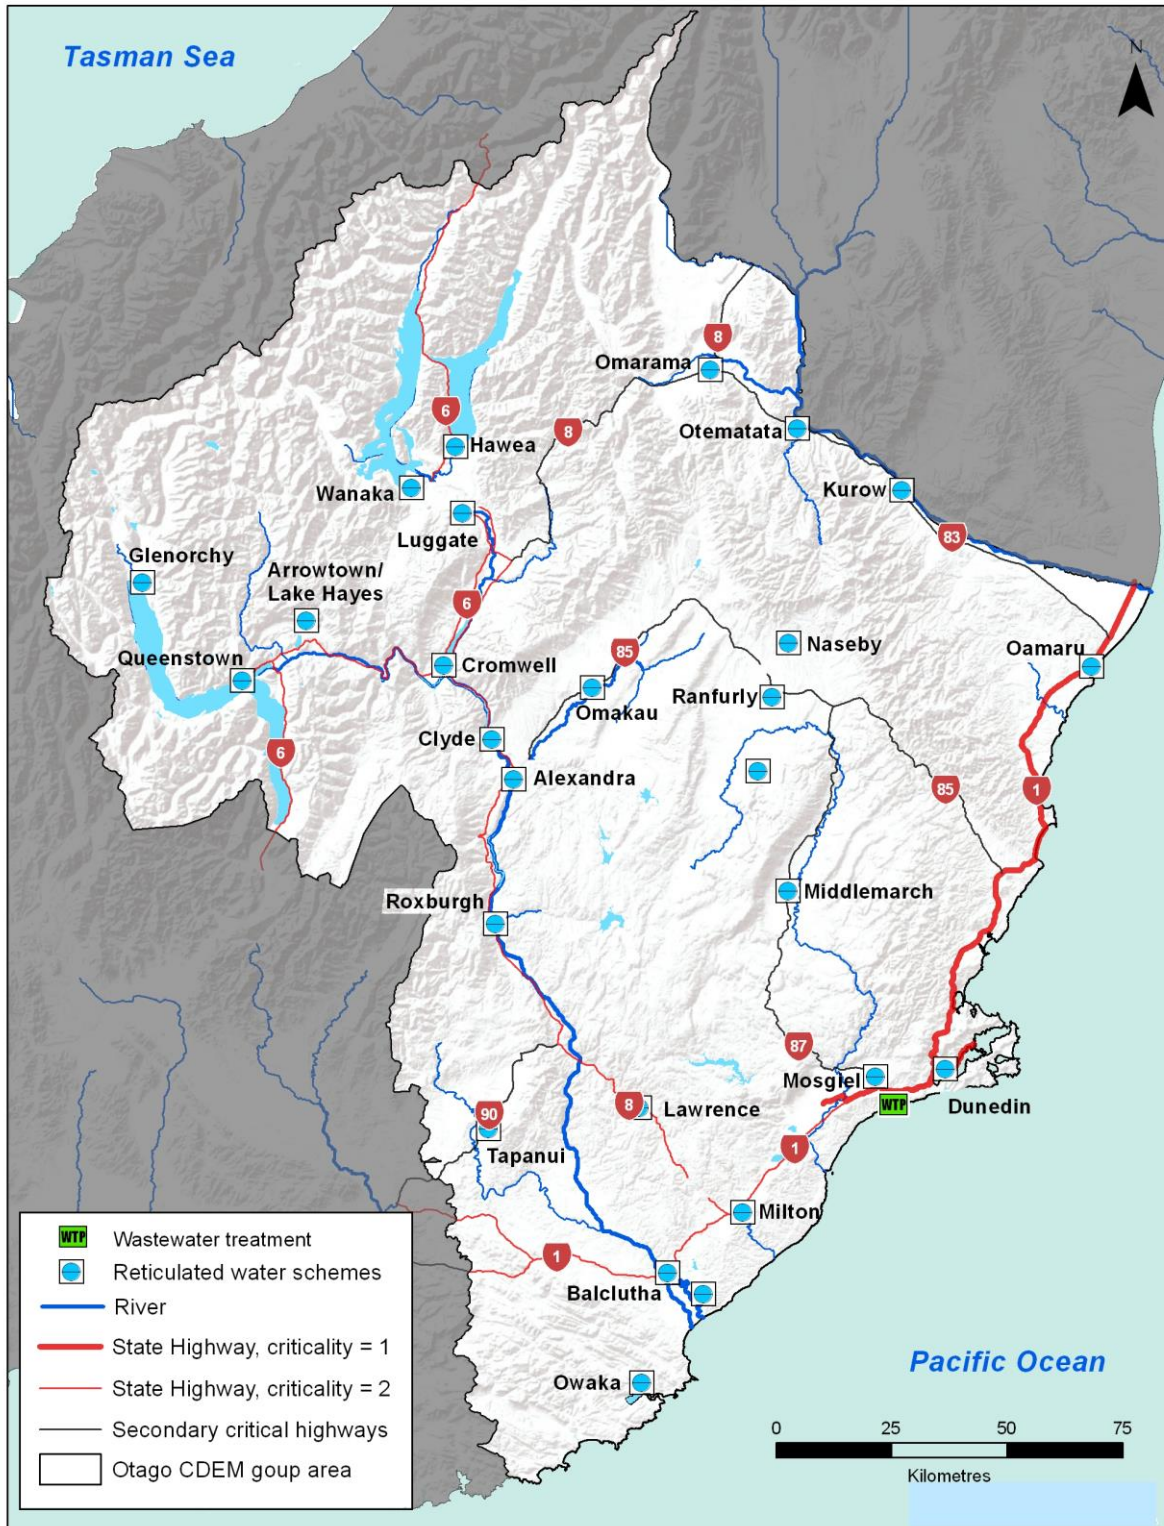 Tasman Sea
N
8
Omarama
6
8
Hawea
Otematata
Wanaka
Kurow
Luggate
83
Glenorchy
Arrowtown/
Lake Hayes
6
85
Naseby
Oamaru
Queenstown
Cromwell
Omakau
Ranfurly
6
Clyde
Alexandra
85
1
Roxburgh
Middlemarch
87
Mosgiel
WTP
Dunedin
90
8
Lawrence
Tapanui
1
Milton
1
Balclutha
Owaka
Pacific Ocean
WTP Wastewater treatment
Reticulated water schemes
River
State Highway, criticality = 1
State Highway, criticality = 2
Secondary critical highways
Otago CDEM goup area
0 25 50 75
Kilometres